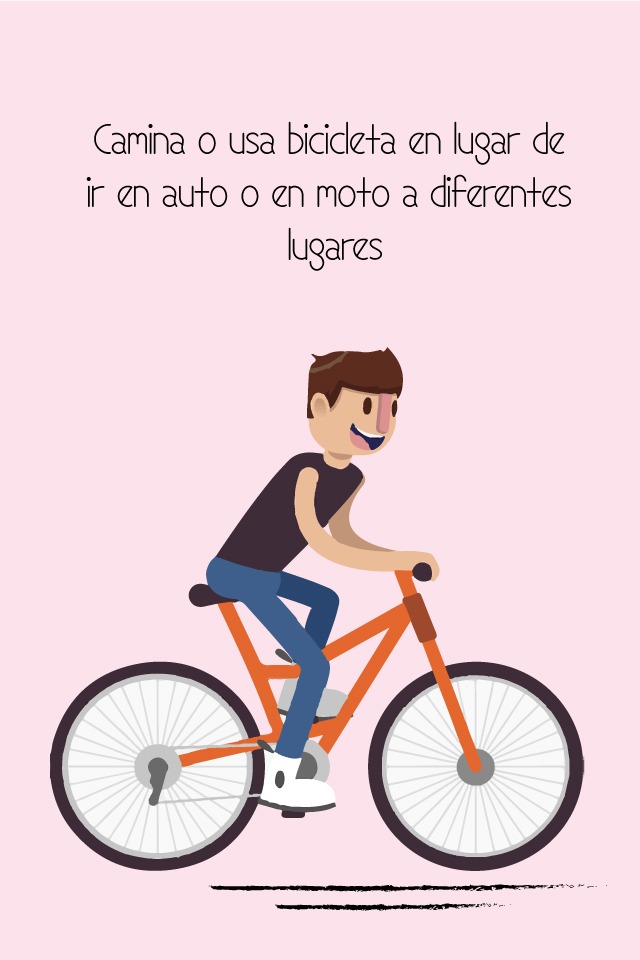 Camina o usa bicicleta en lugar de
ir en auto o en moto a diferentes
lugares